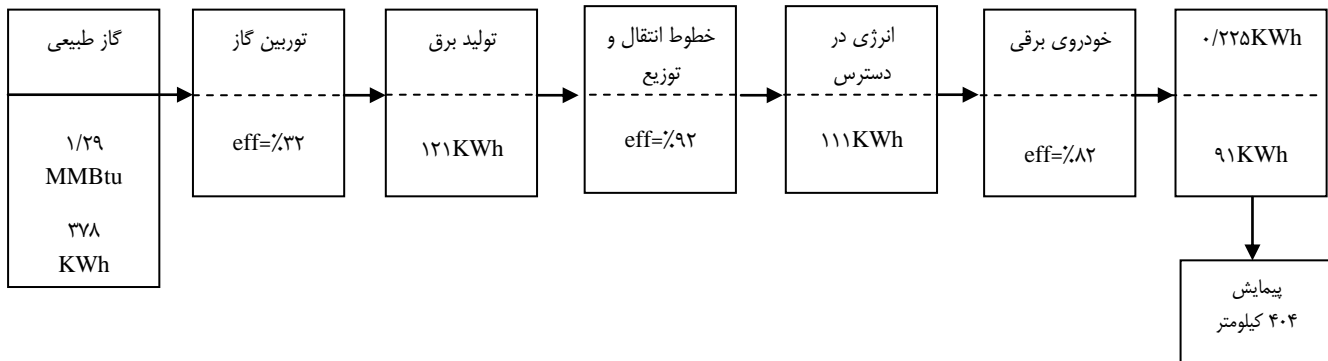 گاز طبیعی
۱/۲۹
MMBtu
۳۷۸
KWh
توربین گاز
eff=٪۳۲
تولید برق
۱۲۱KWh
خطوط انتقال و
توزیع
eff=٪۹۲
انرژی در
دسترس
۱۱۱KWh
خودروی برقی
eff=٪۸۲
۰/۲۲۵KWh
۹۱KWh
پیمایش
۴۰۴ کیلومتر